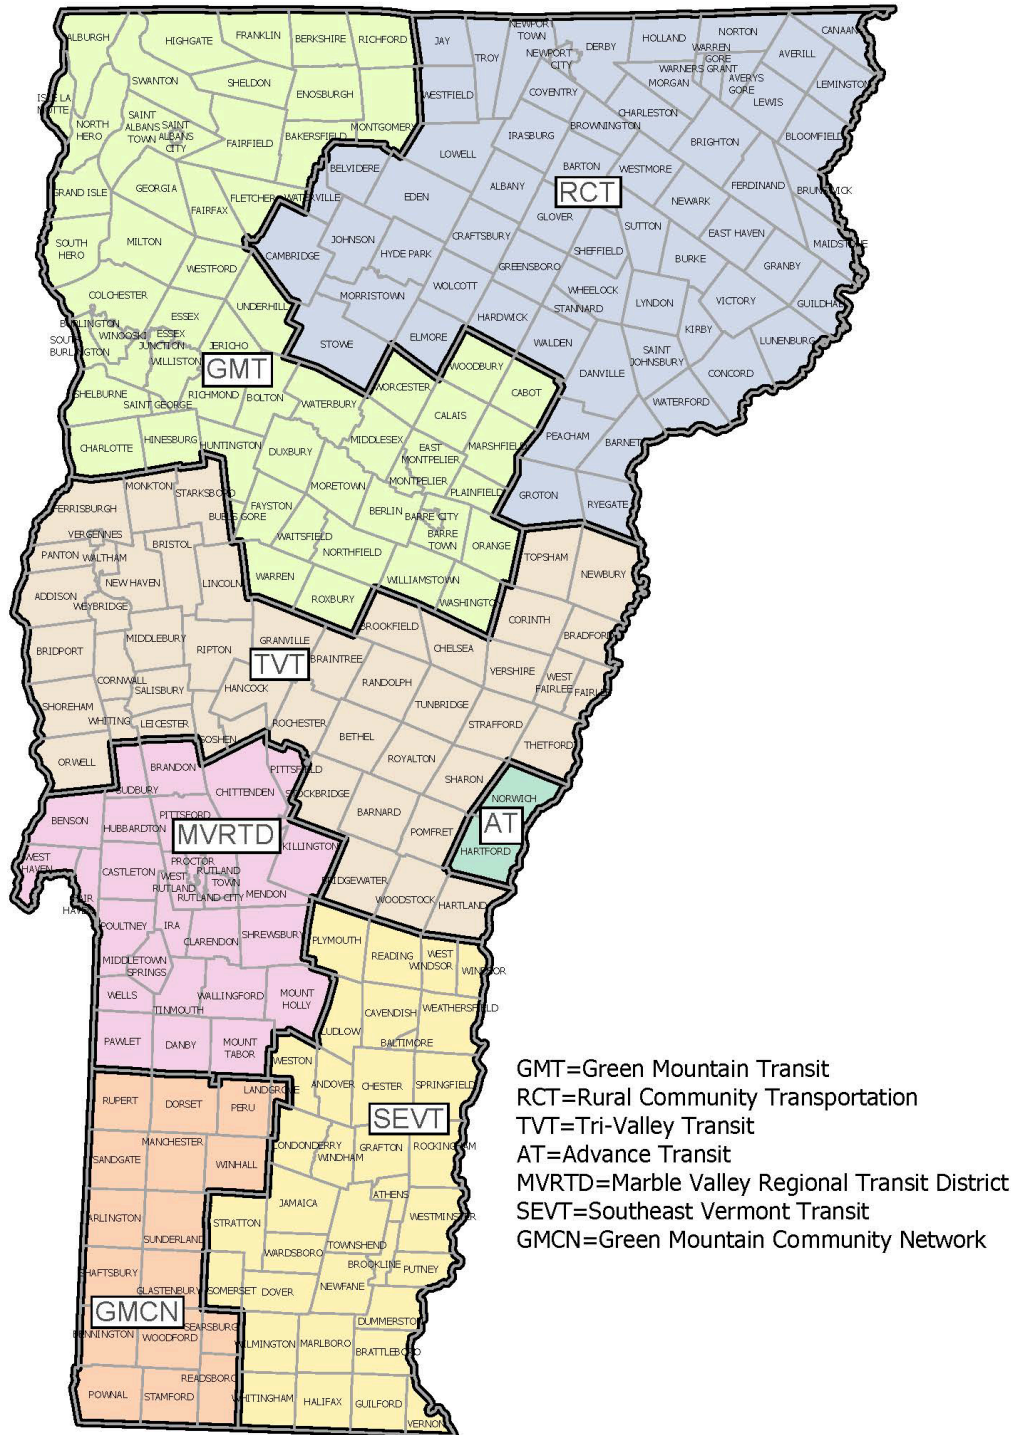 ALBURGH
HIGHGATE
FRANKLIN
BERKSHIRE
RICHFORD
JAY
TROY
NEWPORT
TOWN
NEWPORT
CITY
DERBY
HOLLAND
NORTON
WARREN
GORE
WARNERS GRANT
AVERILL
CANAAN
SWANTON
SHELDON
ENOSBURGH
WESTFIELD
COVENTRY
MORGAN
AVERYS
GORE
LEWIS
LEMINGTON
ISLE LA
MOTTE
NORTH
HERO
SAINT
ALBANS
TOWN
SAINT
ALBANS
CITY
FAIRFIELD
BAKERSFIELD
MONTGOMERY
LOWELL
IRASBURG
BROWNINGTON
CHARLESTON
BRIGHTON
BLOOMFIELD
GRAND ISLE
GEORGIA
FAIRFAX
FLETCHER
WATERVILLE
BELVIDERE
EDEN
ALBANY
BARTON
WESTMORE
RCT
NEWARK
FERDINAND
BRUNSWICK
SOUTH
HERO
MILTON
WESTFORD
CAMBRIDGE
JOHNSON
HYDE PARK
CRAFTSBURY
GLOVER
SHEFFIELD
SUTTON
BURKE
EAST HAVEN
GRANBY
MAIDSTONE
COLCHESTER
ESSEX
UNDERHILL
MORRISTOWN
WOLCOTT
GREENSBORO
WHEELOCK
STANNARD
LYNDON
VICTORY
GUILDHALL
BURLINGTON
SOUTH
BURLINGTON
WINOOSKI
ESSEX
JUNCTION
JERICHO
WILLISTON
STOWE
ELMORE
HARDWICK
WALDEN
KIRBY
LUNENBURG
GMT
SHELBURNE
SAINT GEORGE
RICHMOND
BOLTON
WATERBURY
WORCESTER
WOODBURY
CABOT
DANVILLE
SAINT
JOHNSBURY
CONCORD
WATERFORD
CHARLOTTE
HINESBURG
HUNTINGTON
DUXBURY
MIDDLESEX
CALAIS
EAST
MONTPELIER
MARSHFIELD
PEACHAM
BARNET
MORETOWN
MONTPELIER
PLAINFIELD
GROTON
RYEGATE
FERRISBURGH
MONKTON
STARKSBORO
BUELS GORE
FAYSTON
WAITSFIELD
BERLIN
BARRE CITY
BARRE
TOWN
ORANGE
VERGENNES
PANTON
WALTHAM
BRISTOL
NORTHFIELD
TOPSHAM
NEWBURY
ADDISON
WEYBRIDGE
NEW HAVEN
LINCOLN
WARREN
ROXBURY
WILLIAMSTOWN
WASHINGTON
CORINTH
BRADFORD
BRIDPORT
MIDDLEBURY
RIPTON
GRANVILLE
BRAINTREE
BROOKFIELD
CHELSEA
VERSHIRE
WEST
FAIRLEE
FAIRLEE
TVT
CORNWALL
SALISBURY
HANCOCK
RANDOLPH
TUNBRIDGE
STRAFFORD
SHOREHAM
WHITING
LEICESTER
GOSHEN
ROCHESTER
BETHEL
THETFORD
ORWELL
BRANDON
PITTSFIELD
ROYALTON
SHARON
SUDBURY
CHITTENDEN
STOCKBRIDGE
BARNARD
NORWICH
BENSON
HUBBARDTON
PITTSFORD
MVRTD
KILLINGTON
POMFRET
AT
HARTFORD
WEST
HAVEN
FAIR
HAVEN
CASTLETON
PROCTOR
WEST
RUTLAND
RUTLAND
TOWN
RUTLAND CITY
MENDON
BRIDGEWATER
WOODSTOCK
HARTLAND
POULTNEY
IRA
CLARENDON
SHREWSBURY
PLYMOUTH
READING
WEST
WINDSOR
WINDSOR
MIDDLETOWN
SPRINGS
WELLS
TINMOUTH
WALLINGFORD
MOUNT
HOLLY
LUDLOW
CAVENDISH
WEATHERSFIELD
BALTIMORE
PAWLET
DANBY
MOUNT
TABOR
WESTON
ANDOVER
CHESTER
SPRINGFIELD
RUPERT
DORSET
PERU
LANDGROVE
SEVT
MANCHESTER
SANDGATE
WINHALL
LONDONDERRY
WINDHAM
GRAFTON
ROCKINGHAM
ARLINGTON
SUNDERLAND
STRATTON
JAMAICA
ATHENS
WESTMINSTER
TOWNSHEND
WARDSBORO
BROOKLINE
PUTNEY
SHAFTSBURY
GLASTENBURY
SOMERSET
DOVER
NEWFANE
GMCN
BENNINGTON
WOODFORD
SEARSBURG
WILMINGTON
MARLBORO
DUMMERSTON
BRATTLEBORO
READSBORO
POWNAL
STAMFORD
WHITINGHAM
HALIFAX
GUILFORD
VERNON
GMT=Green Mountain Transit
RCT=Rural Community Transportation
TVT=Tri-Valley Transit
AT=Advance Transit
MVRTD=Marble Valley Regional Transit District
SEVT=Southeast Vermont Transit
GMCN=Green Mountain Community Network